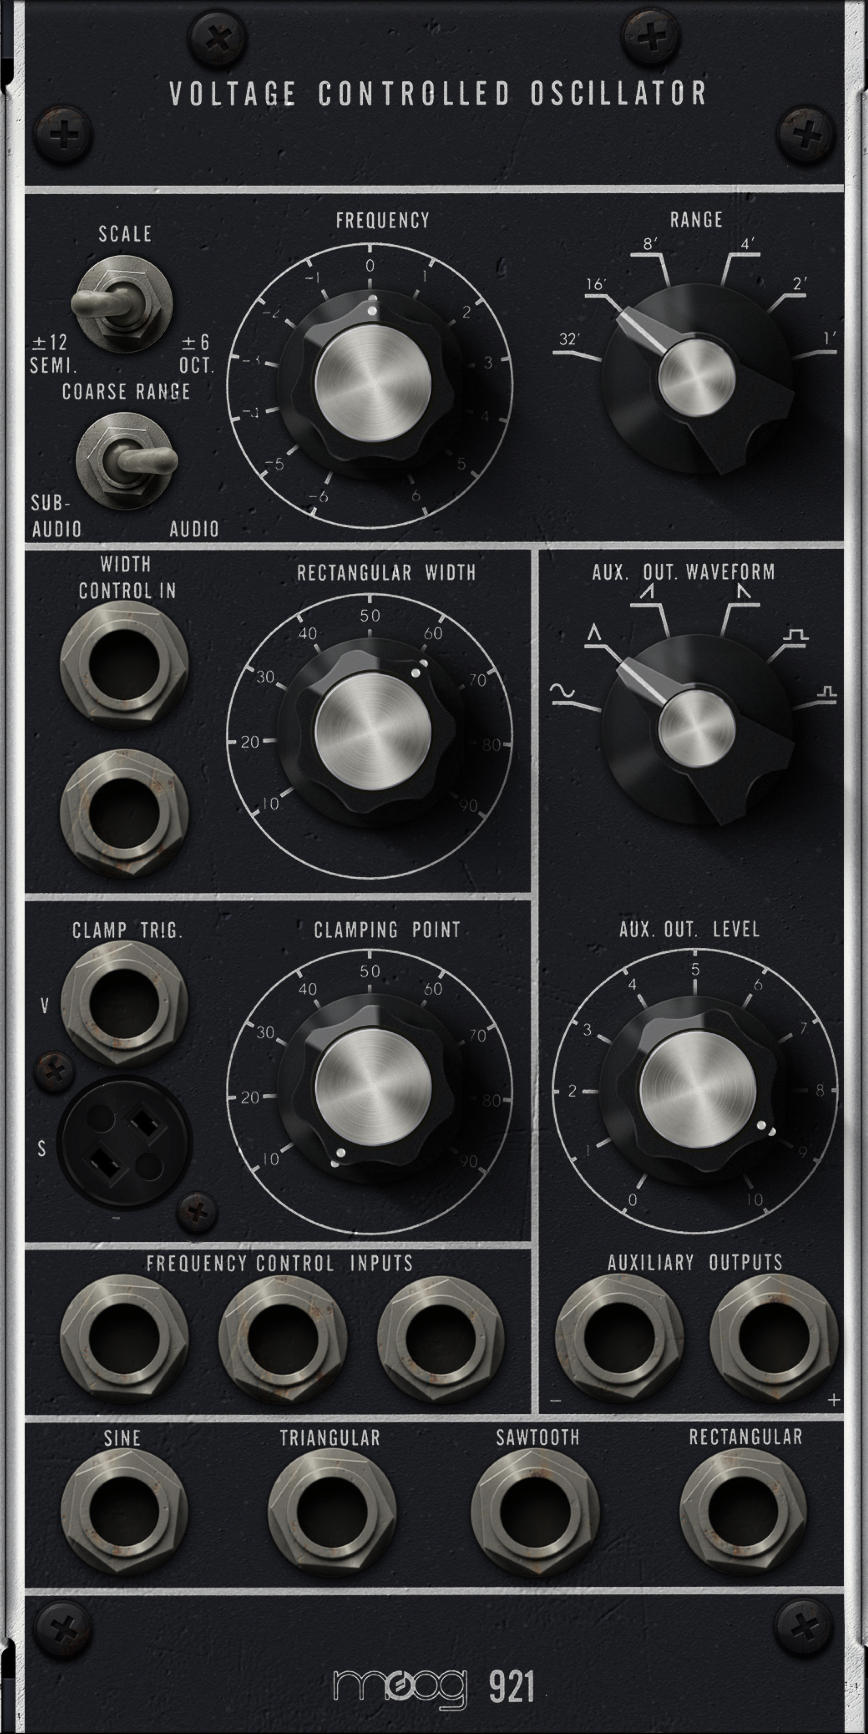 VOLTAGE CONTROLLED OSCILLATOR
SCALE
±12 SEMI.
±6 OCT.
COARSE RANGE
SUB-AUDIO
AUDIO
FREQUENCY
-6 -5 -4 -3 -2 -1 0 1 2 3 4 5 6
RANGE
32' 16' 8' 4' 2' 1'
WIDTH
CONTROL IN
RECTANGULAR WIDTH
10 20 30 40 50 60 70 80 90
AUX. OUT. WAVEFORM
CLAMP TRIG.
V
S
CLAMPING POINT
10 20 30 40 50 60 70 80 90
AUX. OUT. LEVEL
0 1 2 3 4 5 6 7 8 9 10
FREQUENCY CONTROL INPUTS
AUXILIARY OUTPUTS
- +
SINE
TRIANGULAR
SAWTOOTH
RECTANGULAR
moog 921